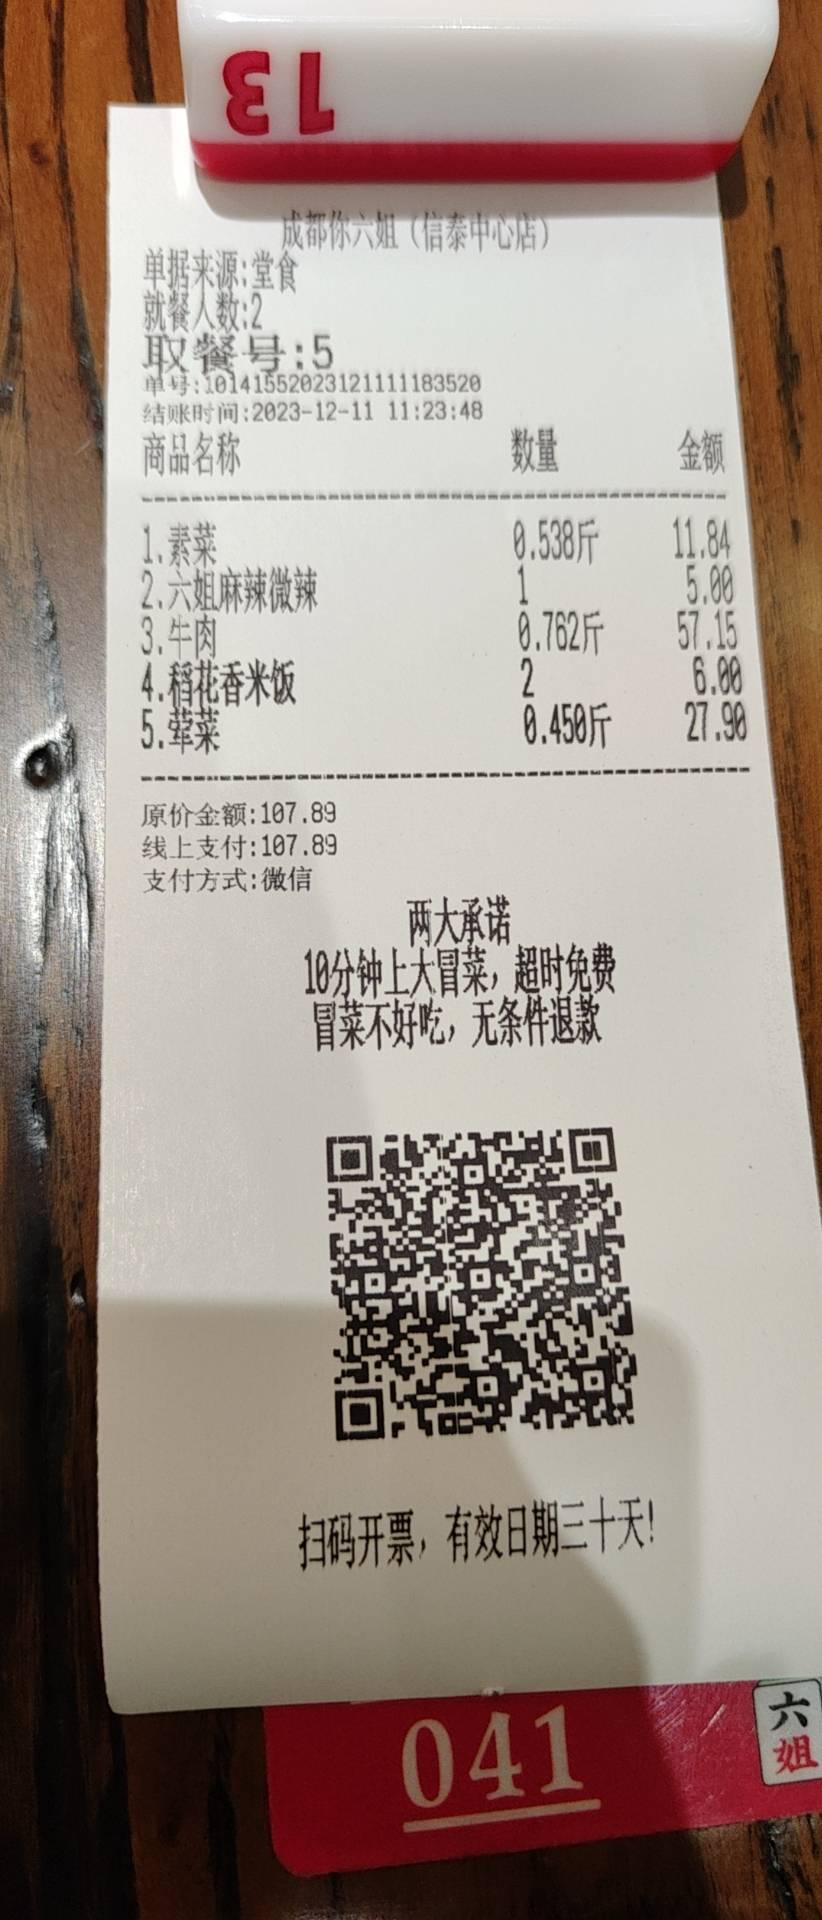 13
成都你六姐（信泰中心店）
单据来源:堂食
就餐人数:2
取餐号:5
单号:10141552023121111183520
结账时间:2023-12-11 11:23:48
商品名称 数量 金额
1.素菜 0.538斤 11.84
2.六姐麻辣微辣 1 5.00
3.牛肉 0.762斤 57.15
4.稻花香米饭 2 6.00
5.荤菜 0.450斤 27.90
原价金额:107.89
线上支付:107.89
支付方式:微信
两大承诺
10分钟上大冒菜，超时免费
冒菜不好吃，无条件退款
扫码开票，有效日期三十天!
041
六
姐